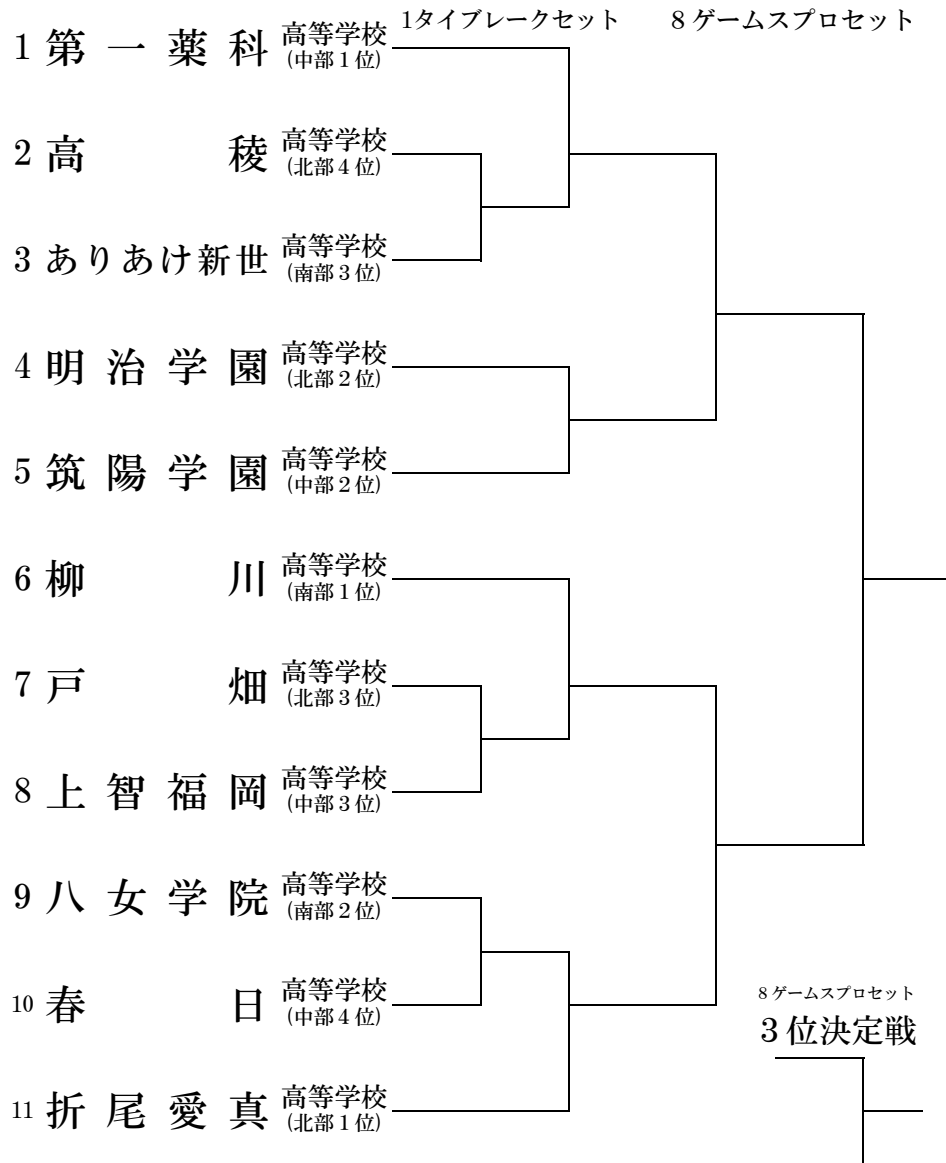 1タイブレークセット 8ゲームスプロセット
1 第一薬科 高等学校
(中部1位)
2 高稜 高等学校
(北部4位)
3 ありあけ新世 高等学校
(南部3位)
4 明治学園 高等学校
(北部2位)
5 筑陽学園 高等学校
(中部2位)
6 柳川 高等学校
(南部1位)
7 戸畑 高等学校
(北部3位)
8 上智福岡 高等学校
(中部3位)
9 八女学院 高等学校
(南部2位)
10 春日 高等学校
(中部4位)
11 折尾愛真 高等学校
(北部1位)
8ゲームスプロセット
3位決定戦